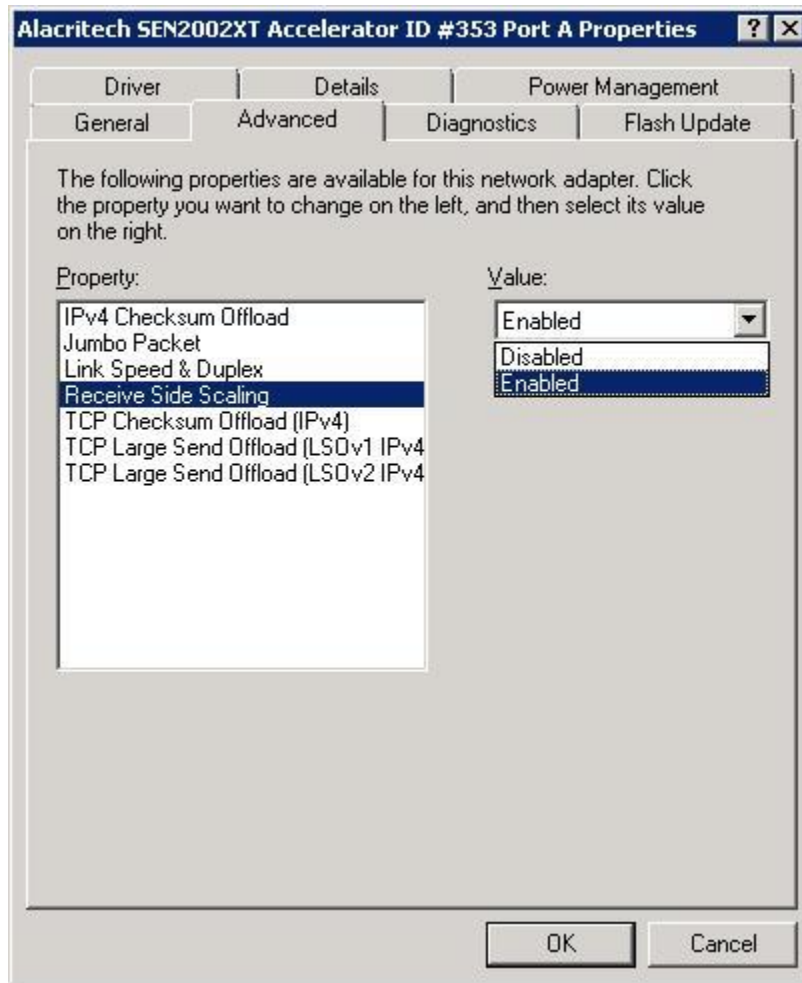 Alacritech SEN2002XT Accelerator ID #353 Port A Properties
Driver Details Power Management
General Advanced Diagnostics Flash Update
The following properties are available for this network adapter. Click
the property you want to change on the left, and then select its value
on the right.
Property: Value:
IPv4 Checksum Offload
Jumbo Packet
Link Speed & Duplex
Receive Side Scaling
TCP Checksum Offload (IPv4)
TCP Large Send Offload (LSOv1 IPv4
TCP Large Send Offload (LSOv2 IPv4
Enabled
Disabled
Enabled
OK Cancel